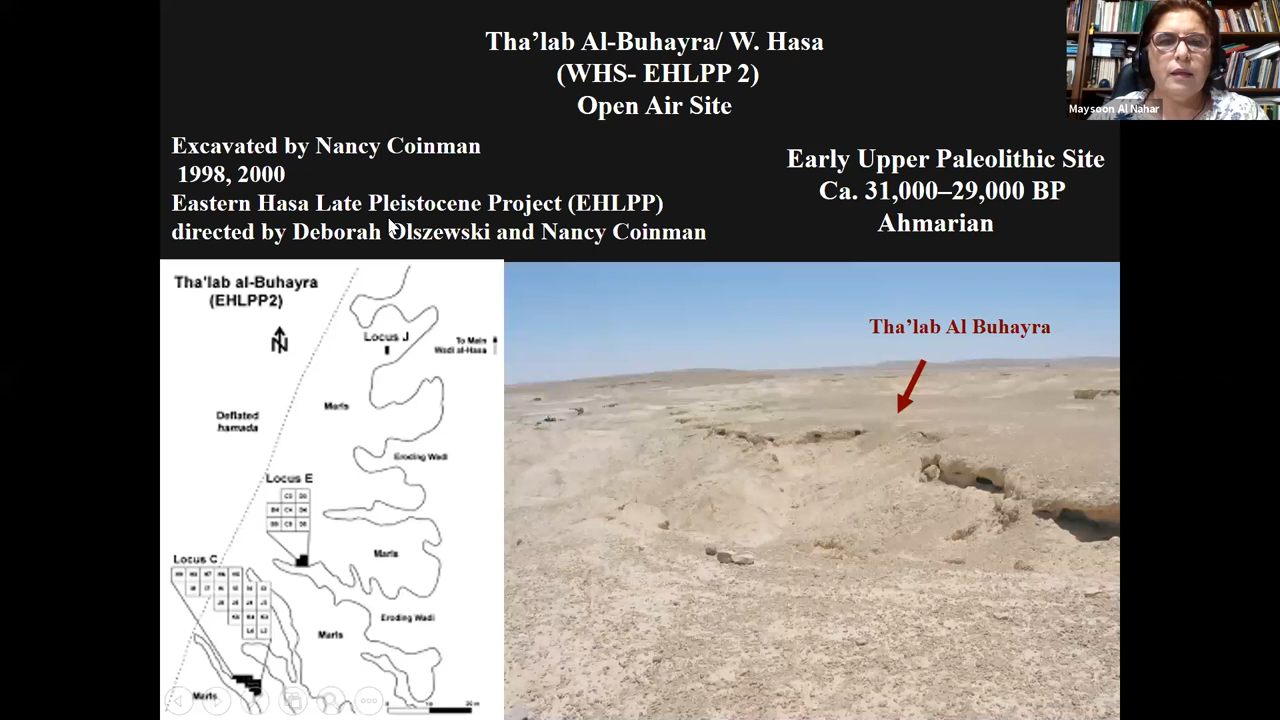 Tha’lab Al-Buhayra/ W. Hasa
(WHS- EHLPP 2)
Open Air Site
Maysoon Al Nahar
Excavated by Nancy Coinman
1998, 2000
Eastern Hasa Late Pleistocene Project (EHLPP)
directed by Deborah Olszewski and Nancy Coinman
Early Upper Paleolithic Site
Ca. 31,000–29,000 BP
Ahmarian
Tha'lab al-Buhayra
(EHLPP2)
N
Locus J
To Main
Wadi al-Hasa
Marls
Deflated
hamada
Eroding Wadi
Locus E
Marls
Locus C
Eroding Wadi
Marls
Marls
Tha’lab Al Buhayra